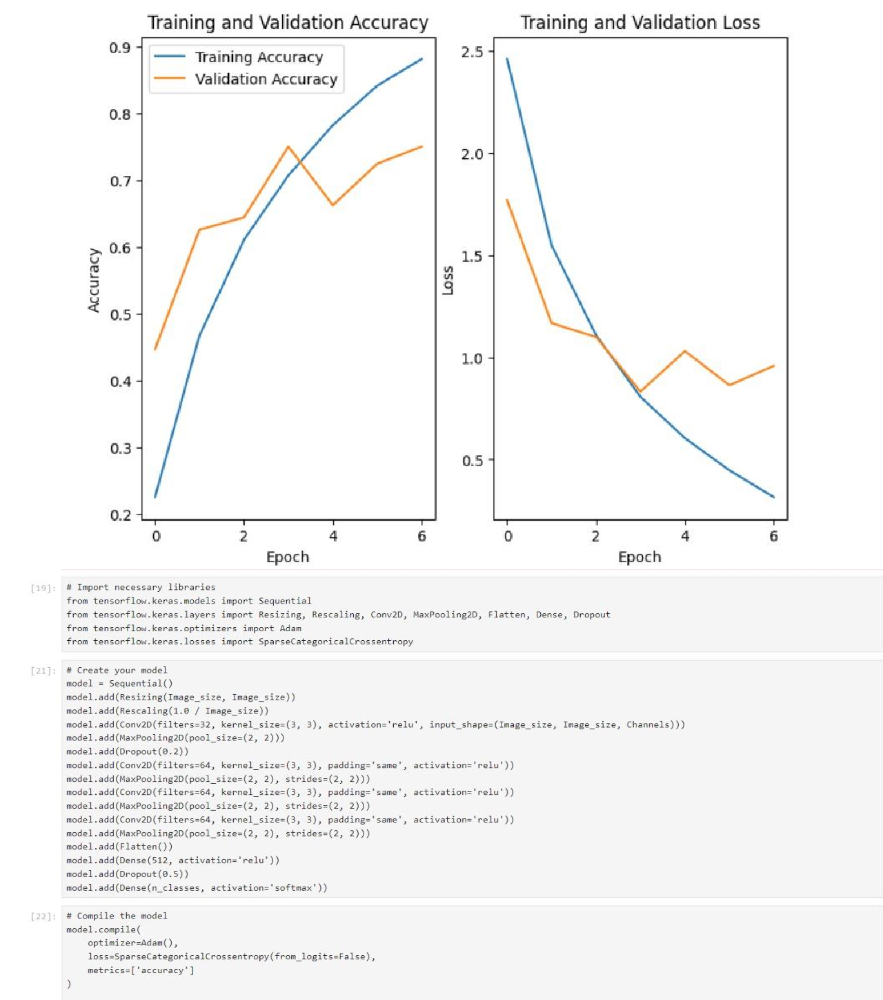 Training and Validation Accuracy
0.9
0.8
0.7
0.6
0.5
0.4
0.3
0.2
Accuracy
Training Accuracy
Validation Accuracy
0 2 4 6
Epoch
Training and Validation Loss
2.5
2.0
1.5
1.0
0.5
Loss
0 2 4 6
Epoch
[19]:
# Import necessary libraries
from tensorflow.keras.models import Sequential
from tensorflow.keras.layers import Resizing, Rescaling, Conv2D, MaxPooling2D, Flatten, Dense, Dropout
from tensorflow.keras.optimizers import Adam
from tensorflow.keras.losses import SparseCategoricalCrossentropy
[21]:
# Create your model
model = Sequential()
model.add(Resizing(Image_size, Image_size))
model.add(Rescaling(1.0 / Image_size))
model.add(Conv2D(filters=32, kernel_size=(3, 3), activation='relu', input_shape=(Image_size, Image_size, Channels)))
model.add(MaxPooling2D(pool_size=(2, 2)))
model.add(Dropout(0.2))
model.add(Conv2D(filters=64, kernel_size=(3, 3), padding='same', activation='relu'))
model.add(MaxPooling2D(pool_size=(2, 2), strides=(2, 2)))
model.add(Conv2D(filters=64, kernel_size=(3, 3), padding='same', activation='relu'))
model.add(MaxPooling2D(pool_size=(2, 2), strides=(2, 2)))
model.add(Conv2D(filters=64, kernel_size=(3, 3), padding='same', activation='relu'))
model.add(MaxPooling2D(pool_size=(2, 2), strides=(2, 2)))
model.add(Flatten())
model.add(Dense(512, activation='relu'))
model.add(Dropout(0.5))
model.add(Dense(n_classes, activation='softmax'))
[22]:
# Compile the model
model.compile(
    optimizer=Adam(),
    loss=SparseCategoricalCrossentropy(from_logits=False),
    metrics=['accuracy']
)